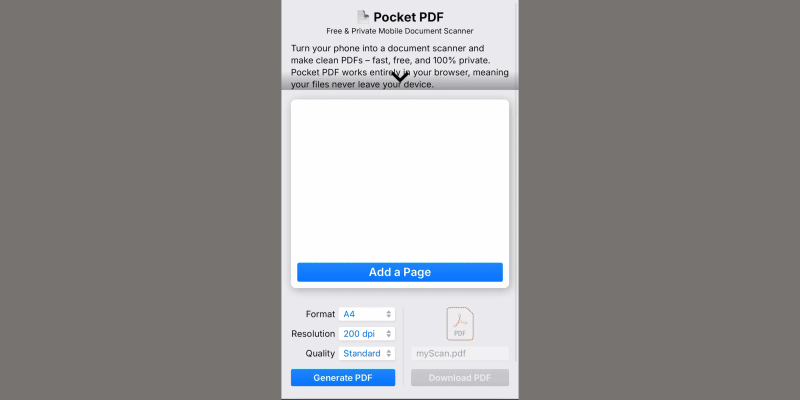 Pocket PDF
Free & Private Mobile Document Scanner
Turn your phone into a document scanner and
make clean PDFs – fast, free, and 100% private.
Pocket PDF works entirely in your browser, meaning
your files never leave your device.
Add a Page
Format A4
Resolution 200 dpi
Quality Standard
Generate PDF
PDF
myScan.pdf
Download PDF